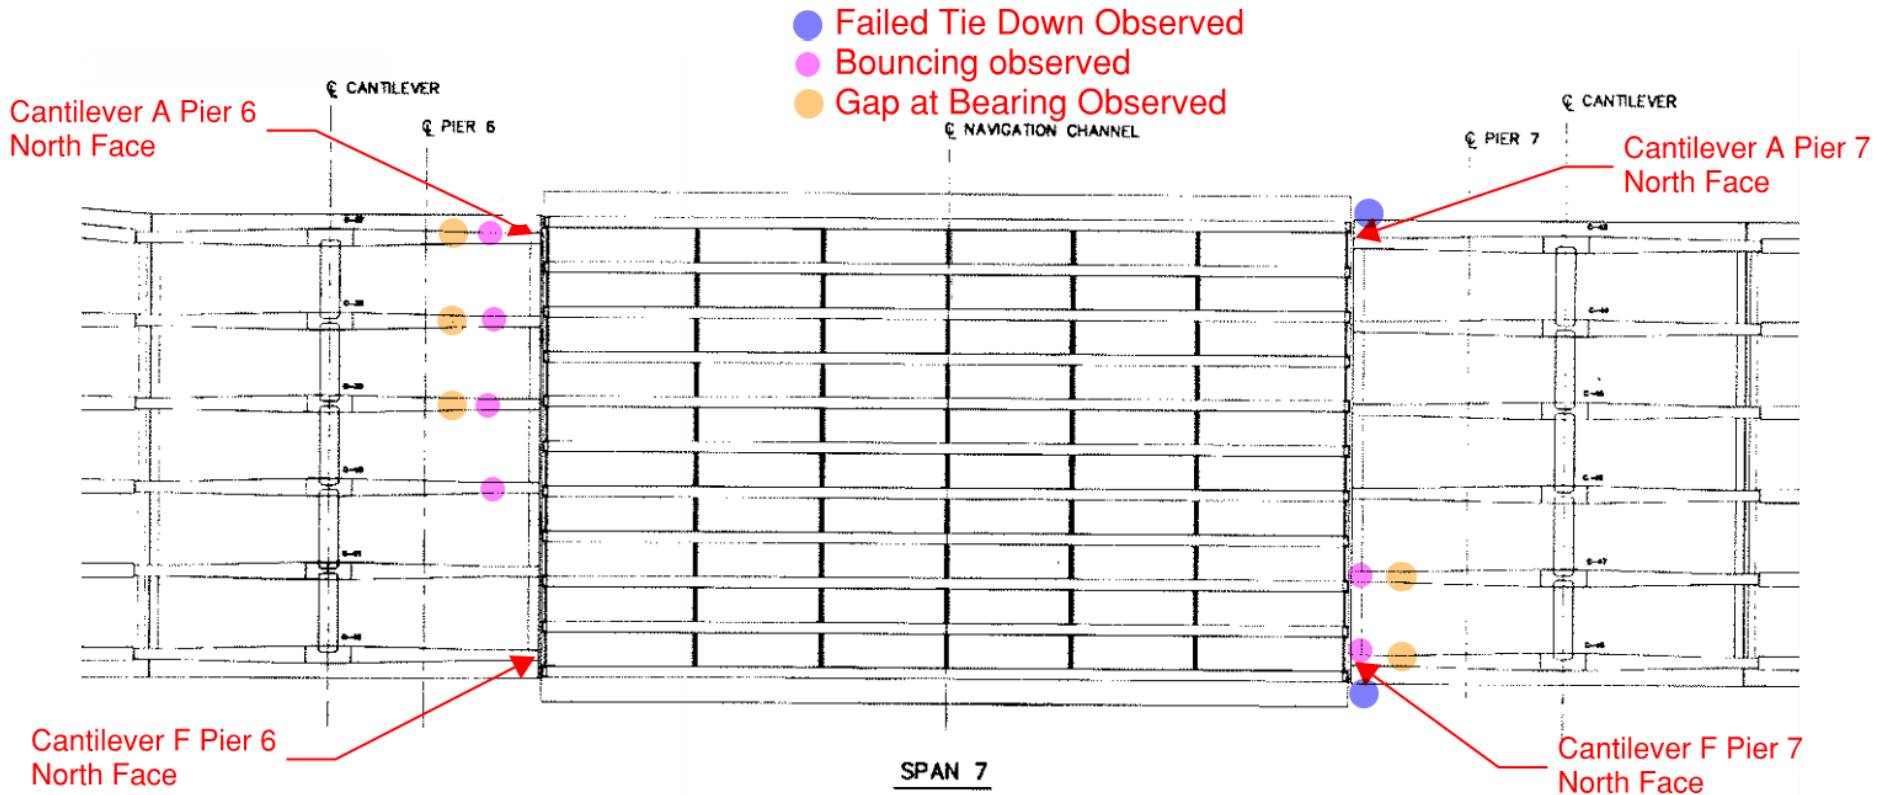 Failed Tie Down Observed
Bouncing observed
Gap at Bearing Observed
℄ CANTILEVER
Cantilever A Pier 6
North Face
℄ PIER 6
℄ NAVIGATION CHANNEL
℄ CANTILEVER
℄ PIER 7
Cantilever A Pier 7
North Face
Cantilever F Pier 6
North Face
SPAN 7
Cantilever F Pier 7
North Face